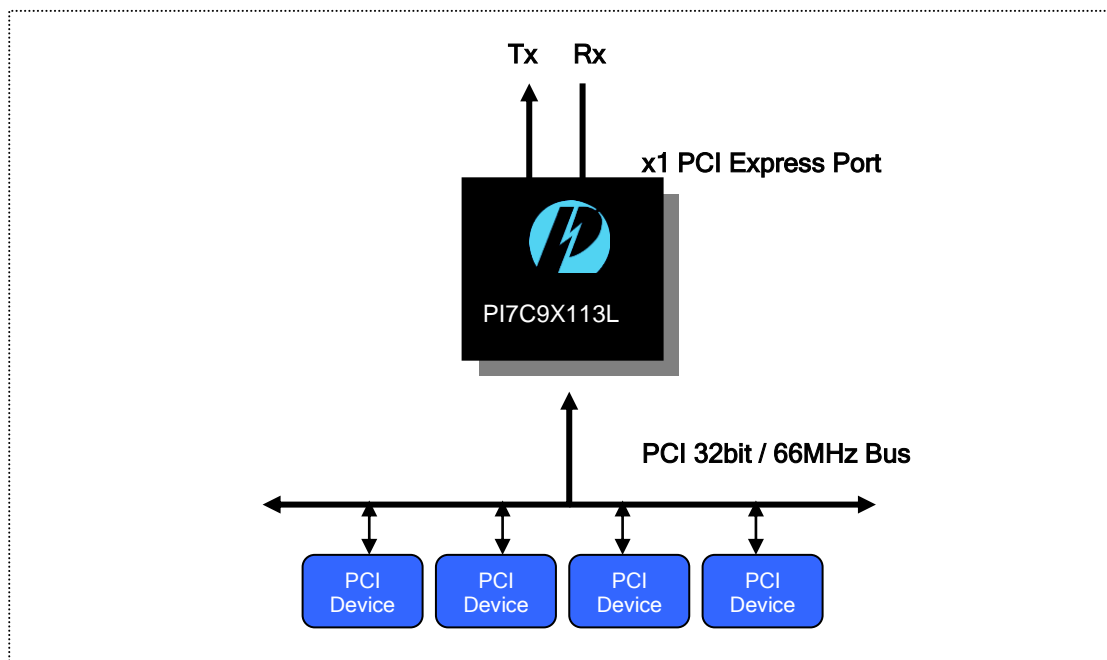 Tx Rx
x1 PCI Express Port
PI7C9X113L
PCI 32bit / 66MHz Bus
PCI Device
PCI Device
PCI Device
PCI Device